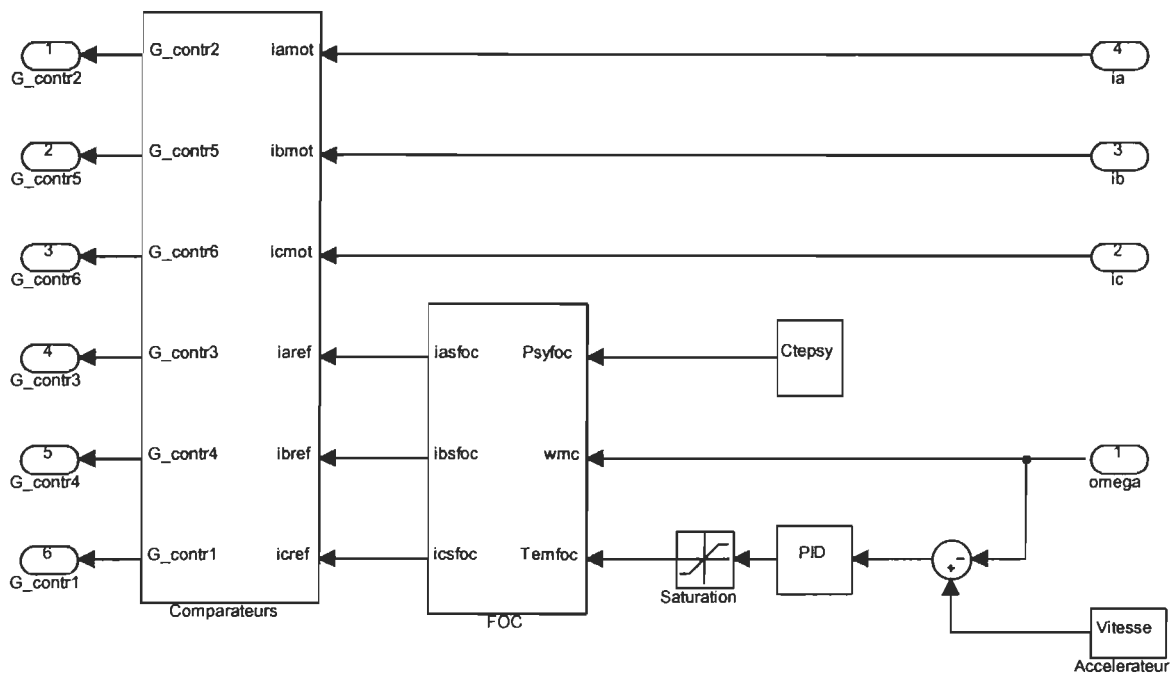 1
G_contr2
G_contr2
iamot
4
ia
2
G_contr5
G_contr5
ibmot
3
ib
3
G_contr6
G_contr6
icmot
2
ic
4
G_contr3
G_contr3
iaref
iasfoc
Psyfoc
Ctepsy
5
G_contr4
G_contr4
ibref
ibsfoc
wmc
1
omega
6
G_contr1
G_contr1
icref
icsfoc
Temfoc
Saturation
PID
-
+
Comparateurs
FOC
Vitesse
Accelerateur